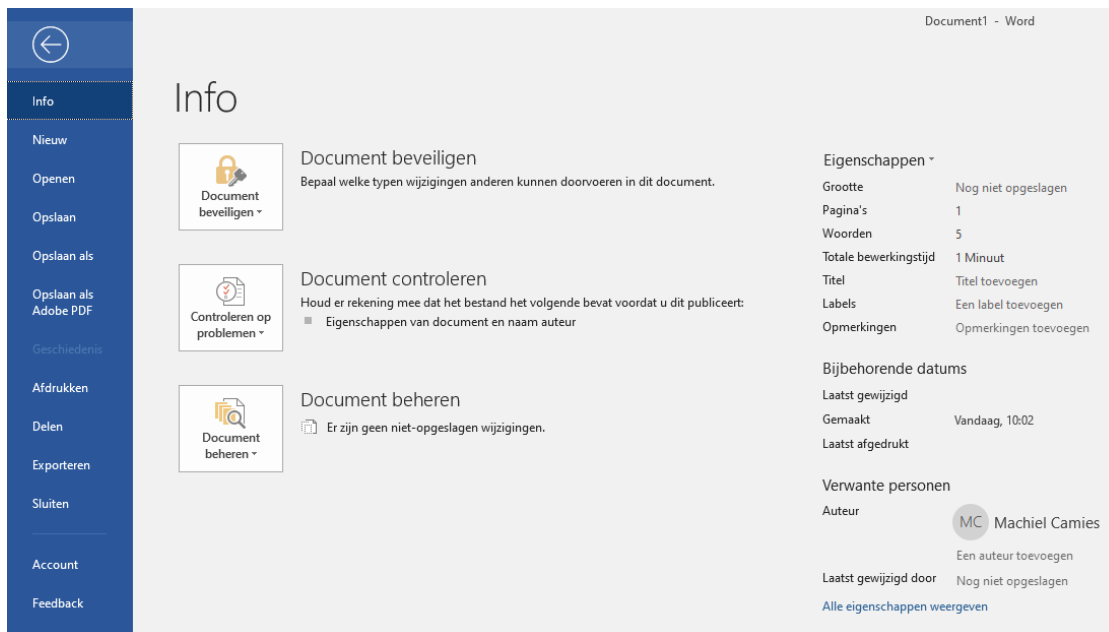 Document1 - Word
Info
Nieuw
Openen
Opslaan
Opslaan als
Opslaan als
Adobe PDF
Geschiedenis
Afdrukken
Delen
Exporteren
Sluiten
Account
Feedback
Info
Document
beveiligen
Document beveiligen
Bepaal welke typen wijzigingen anderen kunnen doorvoeren in dit document.
Controleren op
problemen
Document controleren
Houd er rekening mee dat het bestand het volgende bevat voordat u dit publiceert:
Eigenschappen van document en naam auteur
Document
beheren
Document beheren
Er zijn geen niet-opgeslagen wijzigingen.
Eigenschappen
Grootte Nog niet opgeslagen
Pagina's 1
Woorden 5
Totale bewerkingstijd 1 Minuut
Titel Titel toevoegen
Labels Een label toevoegen
Opmerkingen Opmerkingen toevoegen
Bijbehorende datums
Laatst gewijzigd
Gemaakt Vandaag, 10:02
Laatst afgedrukt
Verwante personen
Auteur MC Machiel Camies
Een auteur toevoegen
Laatst gewijzigd door Nog niet opgeslagen
Alle eigenschappen weergeven